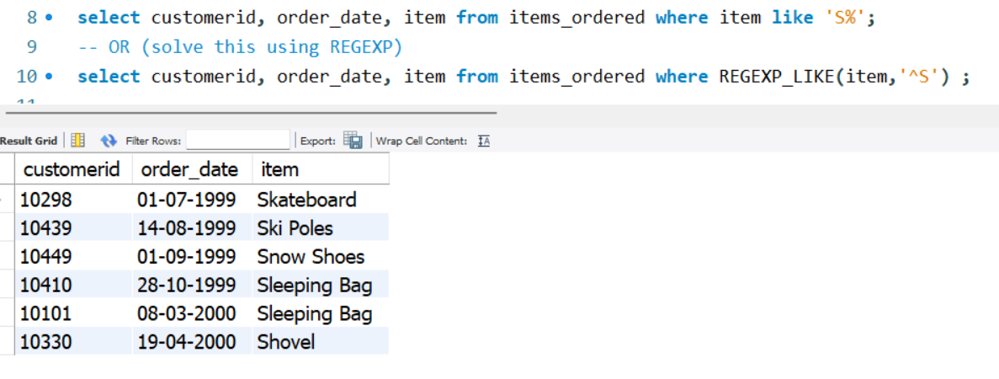 8 select customerid, order_date, item from items_ordered where item like 'S%';
9 -- OR (solve this using REGEXP)
10 select customerid, order_date, item from items_ordered where REGEXP_LIKE(item,'^S') ;
11
Result Grid Filter Rows: Export: Wrap Cell Content:
customerid order_date item
10298 01-07-1999 Skateboard
10439 14-08-1999 Ski Poles
10449 01-09-1999 Snow Shoes
10410 28-10-1999 Sleeping Bag
10101 08-03-2000 Sleeping Bag
10330 19-04-2000 Shovel